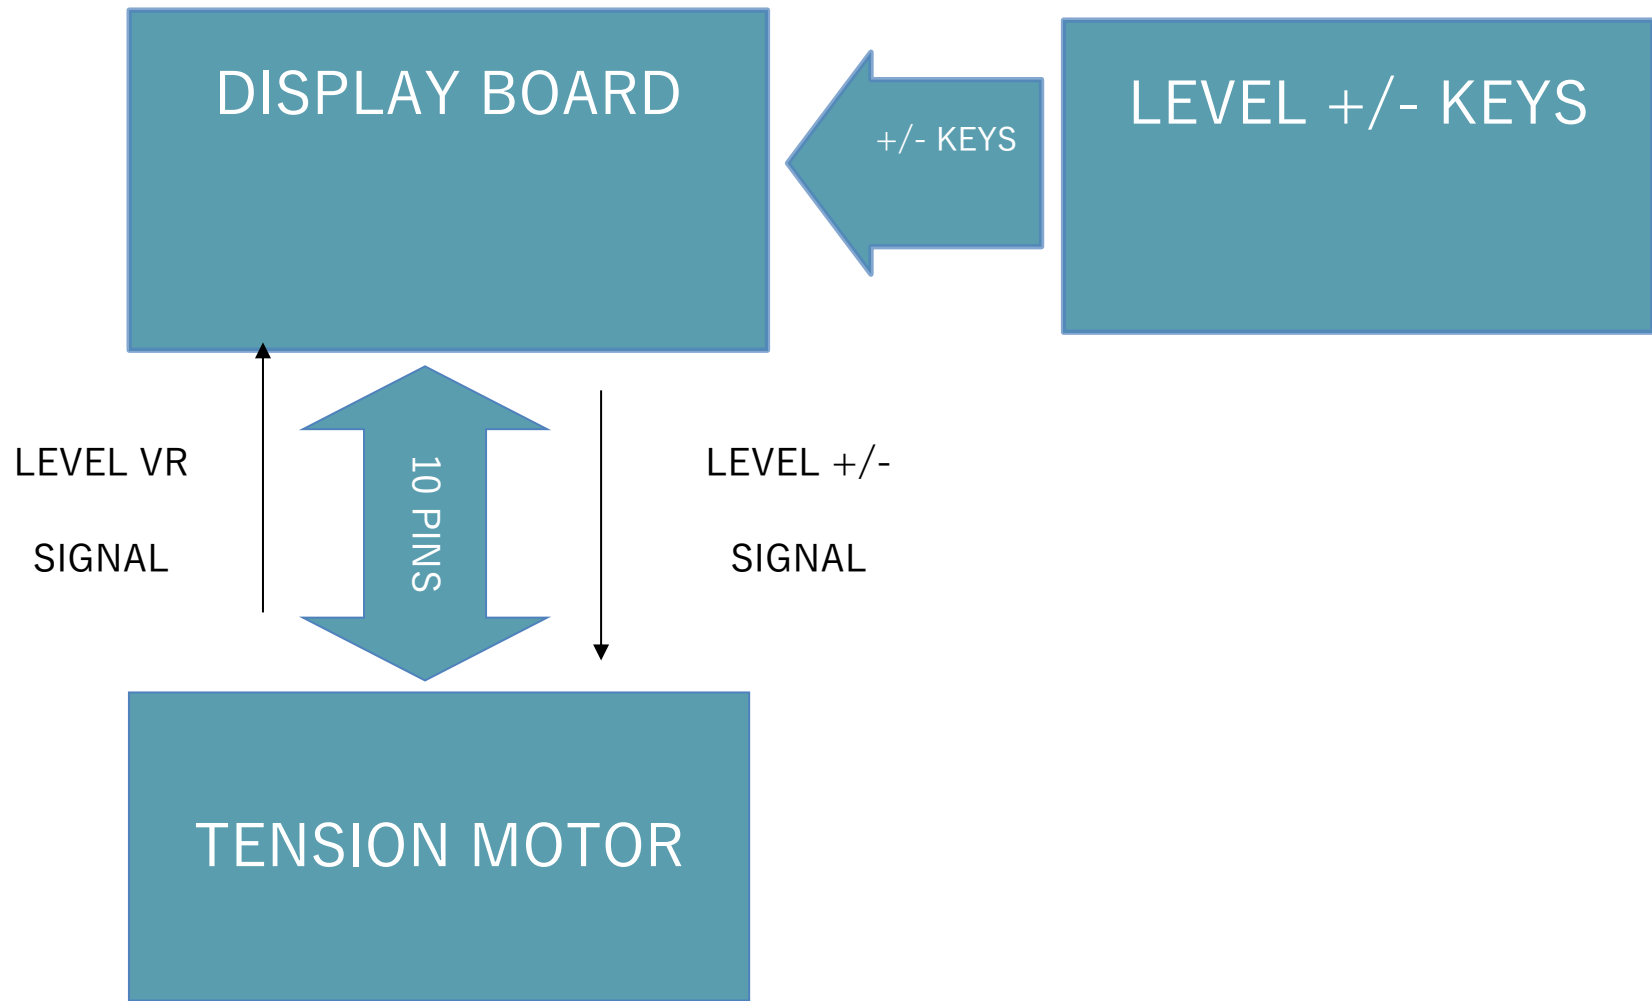 DISPLAY BOARD
+/- KEYS
LEVEL +/- KEYS
LEVEL VR
SIGNAL
10 PINS
LEVEL +/-
SIGNAL
TENSION MOTOR